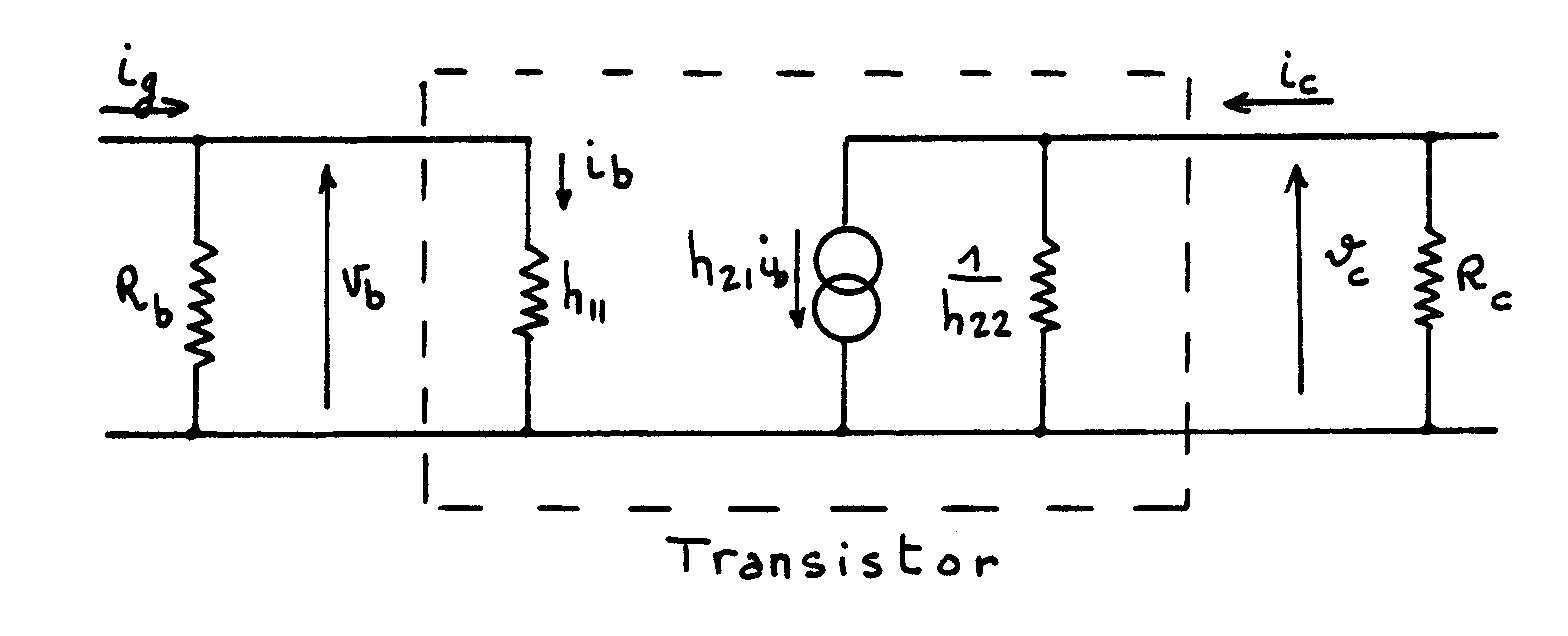 i_g
i_c
i_b
R_b
v_b
h_11
h_21 i_b
1/h_22
v_c
R_c
Transistor